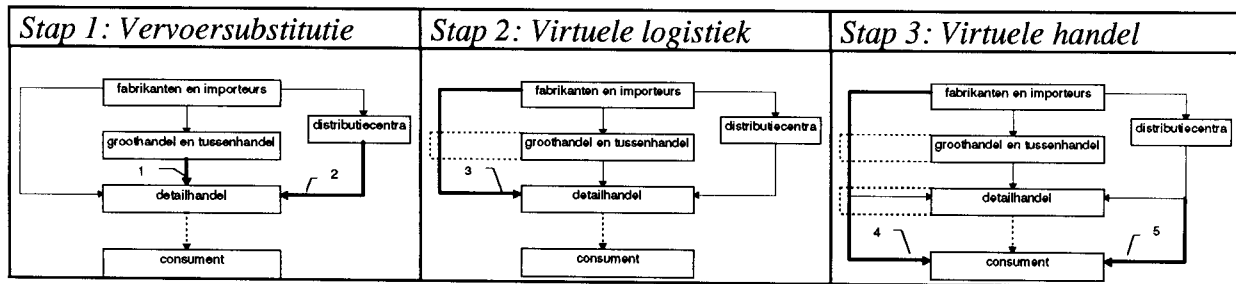 Stap 1: Vervoersubstitutie
fabrikanten en importeurs
distributiecentra
groothandel en tussenhandel
1
2
detailhandel
consument
Stap 2: Virtuele logistiek
fabrikanten en importeurs
distributiecentra
groothandel en tussenhandel
3
detailhandel
consument
Stap 3: Virtuele handel
fabrikanten en importeurs
distributiecentra
groothandel en tussenhandel
detailhandel
4
5
consument